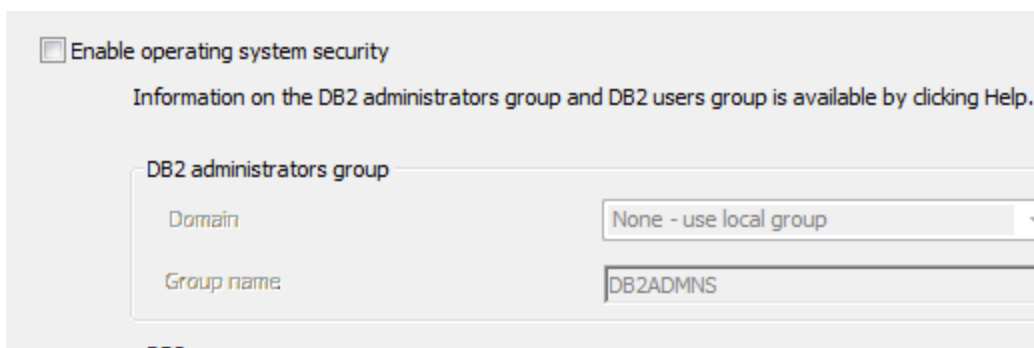 Enable operating system security
Information on the DB2 administrators group and DB2 users group is available by clicking Help.
DB2 administrators group
Domain None - use local group
Group name DB2ADMNS